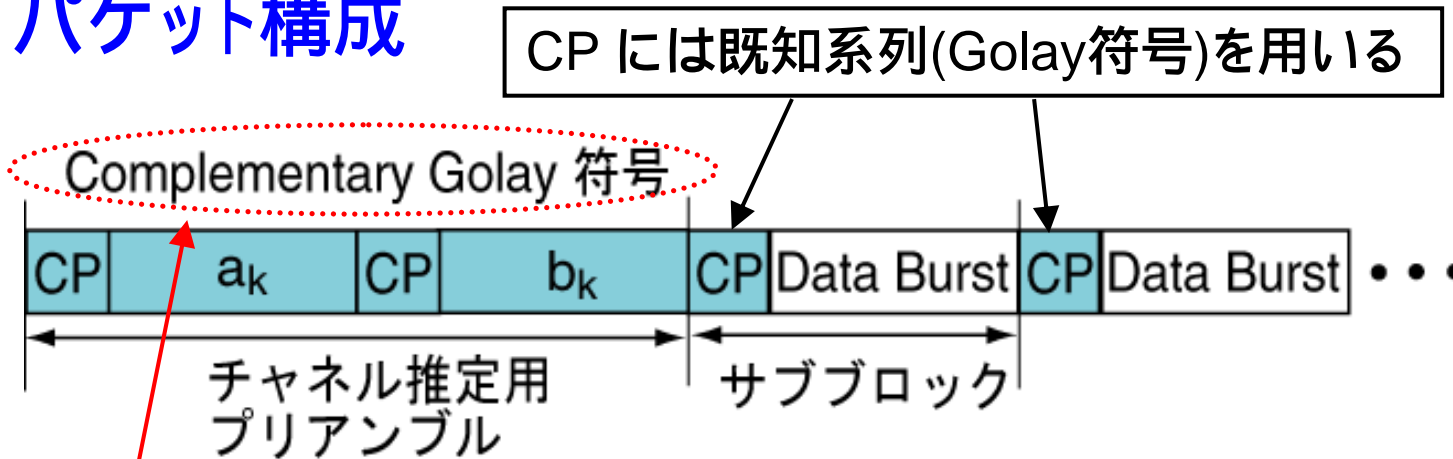 パケット構成
CP には既知系列(Golay符号)を用いる
Complementary Golay 符号
CP ak CP bk CP Data Burst CP Data Burst • • •
チャネル推定用
プリアンブル
サブブロック